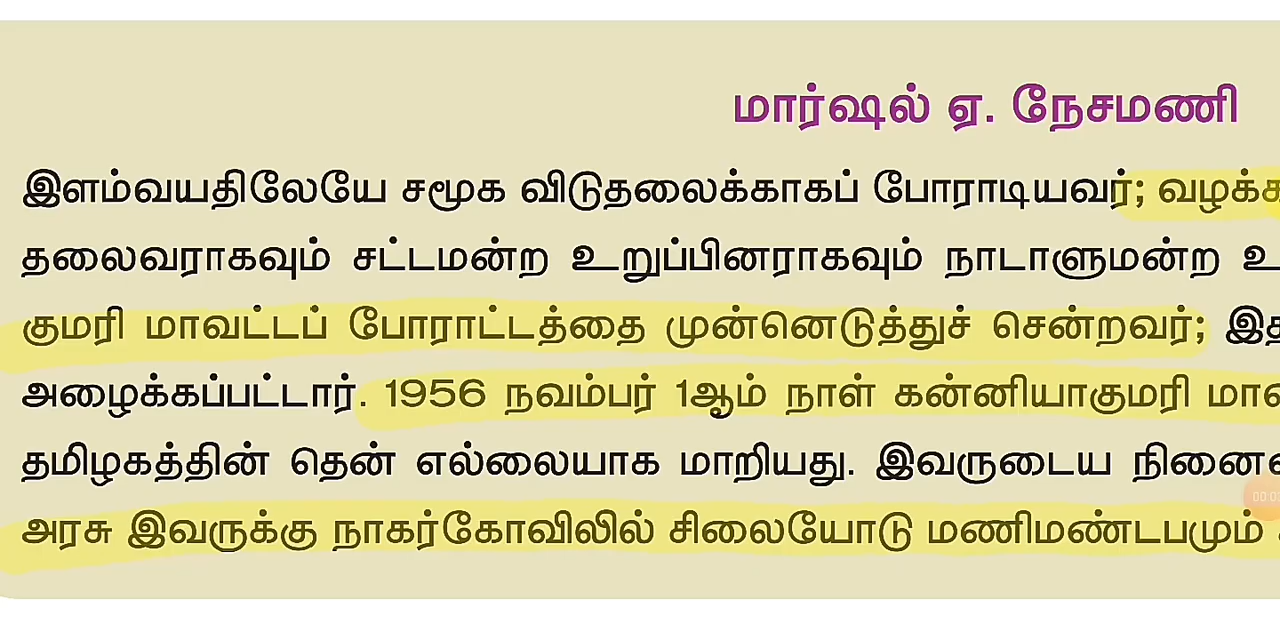 மார்ஷல் ஏ. நேசமணி
இளம்வயதிலேயே சமூக விடுதலைக்காகப் போராடியவர்;
தலைவராகவும் சட்டமன்ற உறுப்பினராகவும் நாடாளுமன்ற
குமரி மாவட்டப் போராட்டத்தை முன்னெடுத்துச் சென்றவர்;
அழைக்கப்பட்டார். 1956 நவம்பர் 1ஆம் நாள் கன்னியாகுமரி
தமிழகத்தின் தென் எல்லையாக மாறியது. இவருடைய
அரசு இவருக்கு நாகர்கோவிலில் சிலையோடு மணிமண்டபமும்